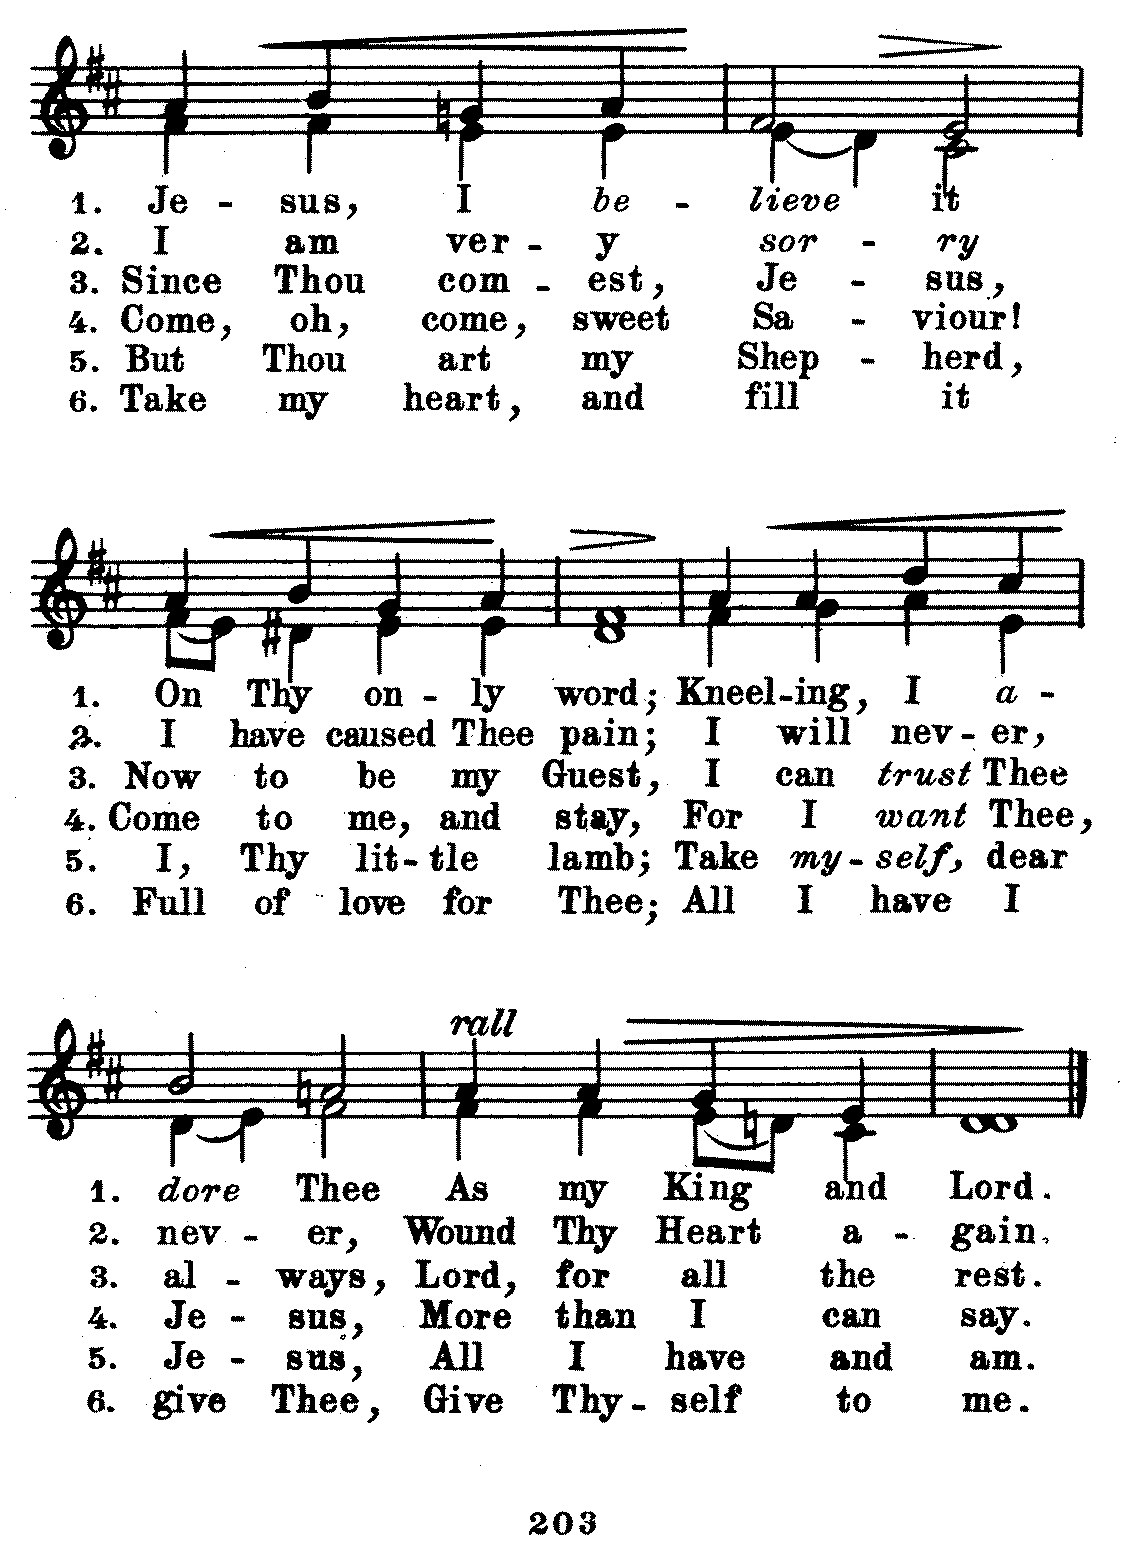 1. Je - sus, I be - lieve it
2. I am ver - y sor - ry
3. Since Thou com - est, Je - sus,
4. Come, oh, come, sweet Sa - viour!
5. But Thou art my Shep - herd,
6. Take my heart, and fill it
1. On Thy on - ly word; Kneel - ing, I a -
2. I have caused Thee pain; I will nev - er,
3. Now to be my Guest, I can trust Thee
4. Come to me, and stay, For I want Thee,
5. I, Thy lit - tle lamb; Take my - self, dear
6. Full of love for Thee; All I have I
rall
1. dore Thee As my King and Lord.
2. nev - er, Wound Thy Heart a - gain.
3. al - ways, Lord, for all the rest.
4. Je - sus, More than I can say.
5. Je - sus, All I have and am.
6. give Thee, Give Thy - self to me.
203